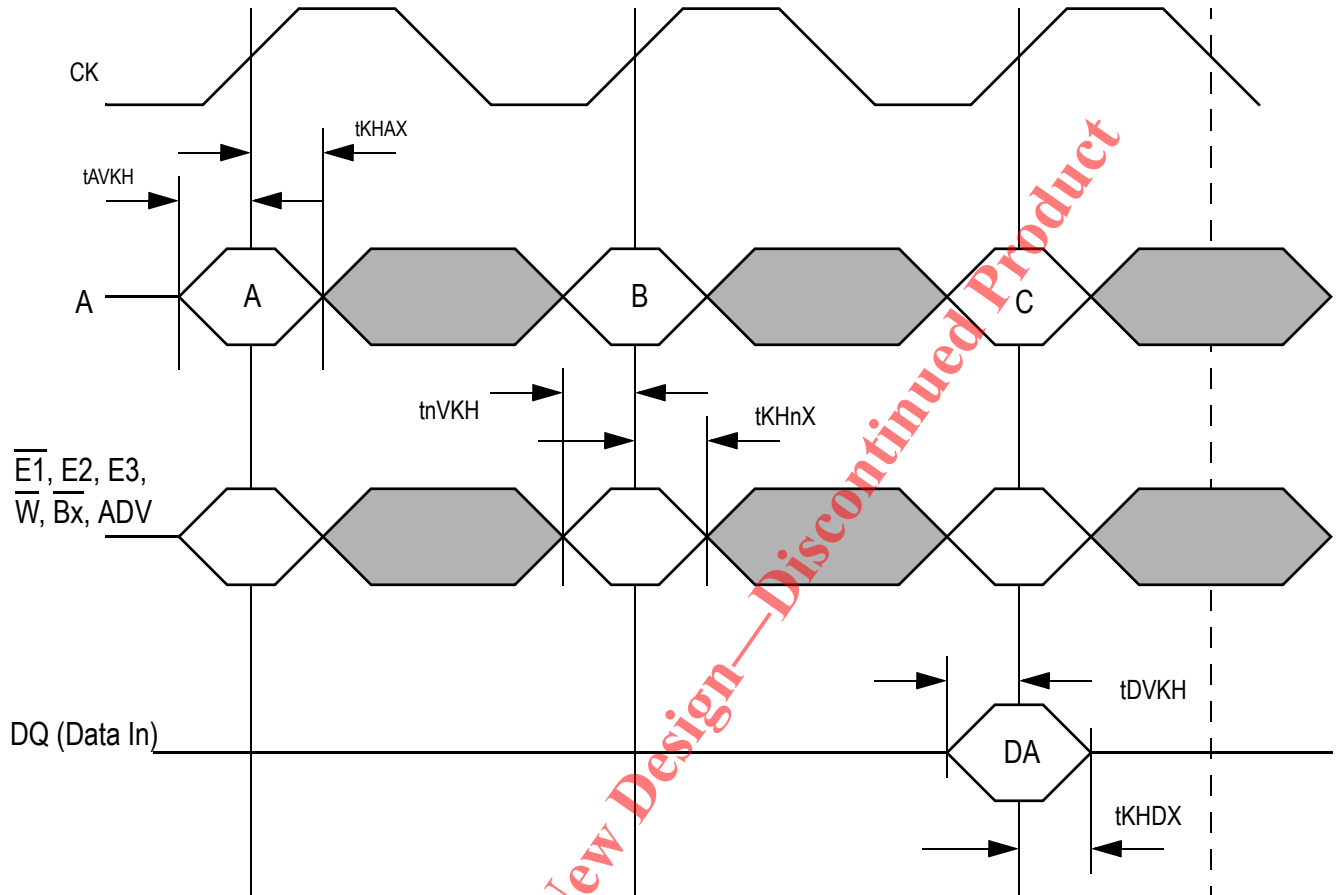 CK
tKHAX
tAVKH
A
A
B
C
tnVKH
tKHnX
E1, E2, E3,
W, Bx, ADV
tDVKH
DQ (Data In)
DA
tKHDX
New Design—Discontinued Product